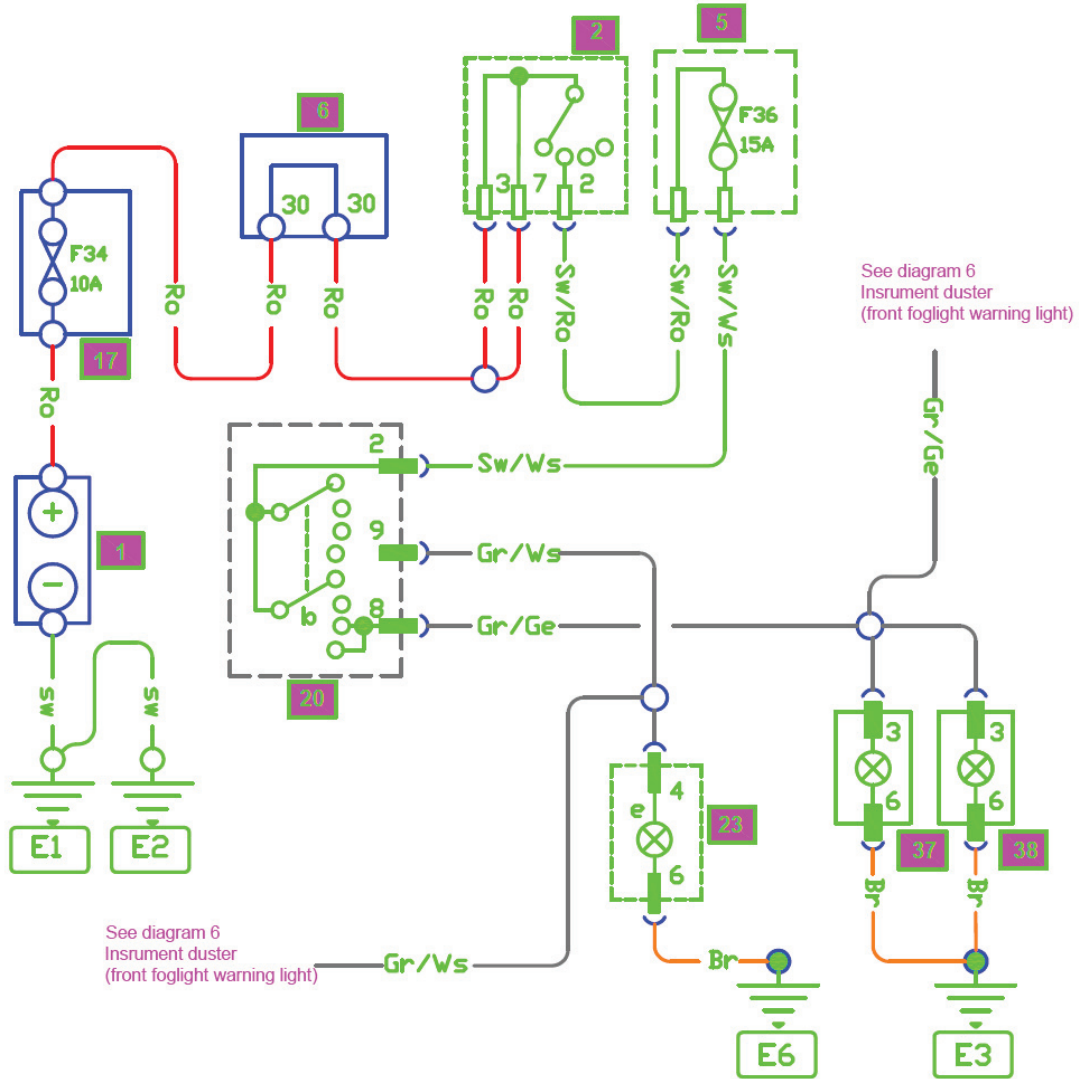 2
5
6
F36
15A
3 7 2
30 30
F34
10A
Ro
Ro
Ro
Ro
Ro
Sw/Ro
Sw/Ro
Sw/Ws
See diagram 6
Insrument duster
(front foglight warning light)
17
Ro
Gr/Ge
2
Sw/Ws
+
1
9
Gr/Ws
−
b
8
Gr/Ge
20
sw
sw
3
3
4
e
6
6
23
6
37
38
E1
E2
Br
Br
See diagram 6
Insrument duster
(front foglight warning light)
Gr/Ws
Br
E6
E3